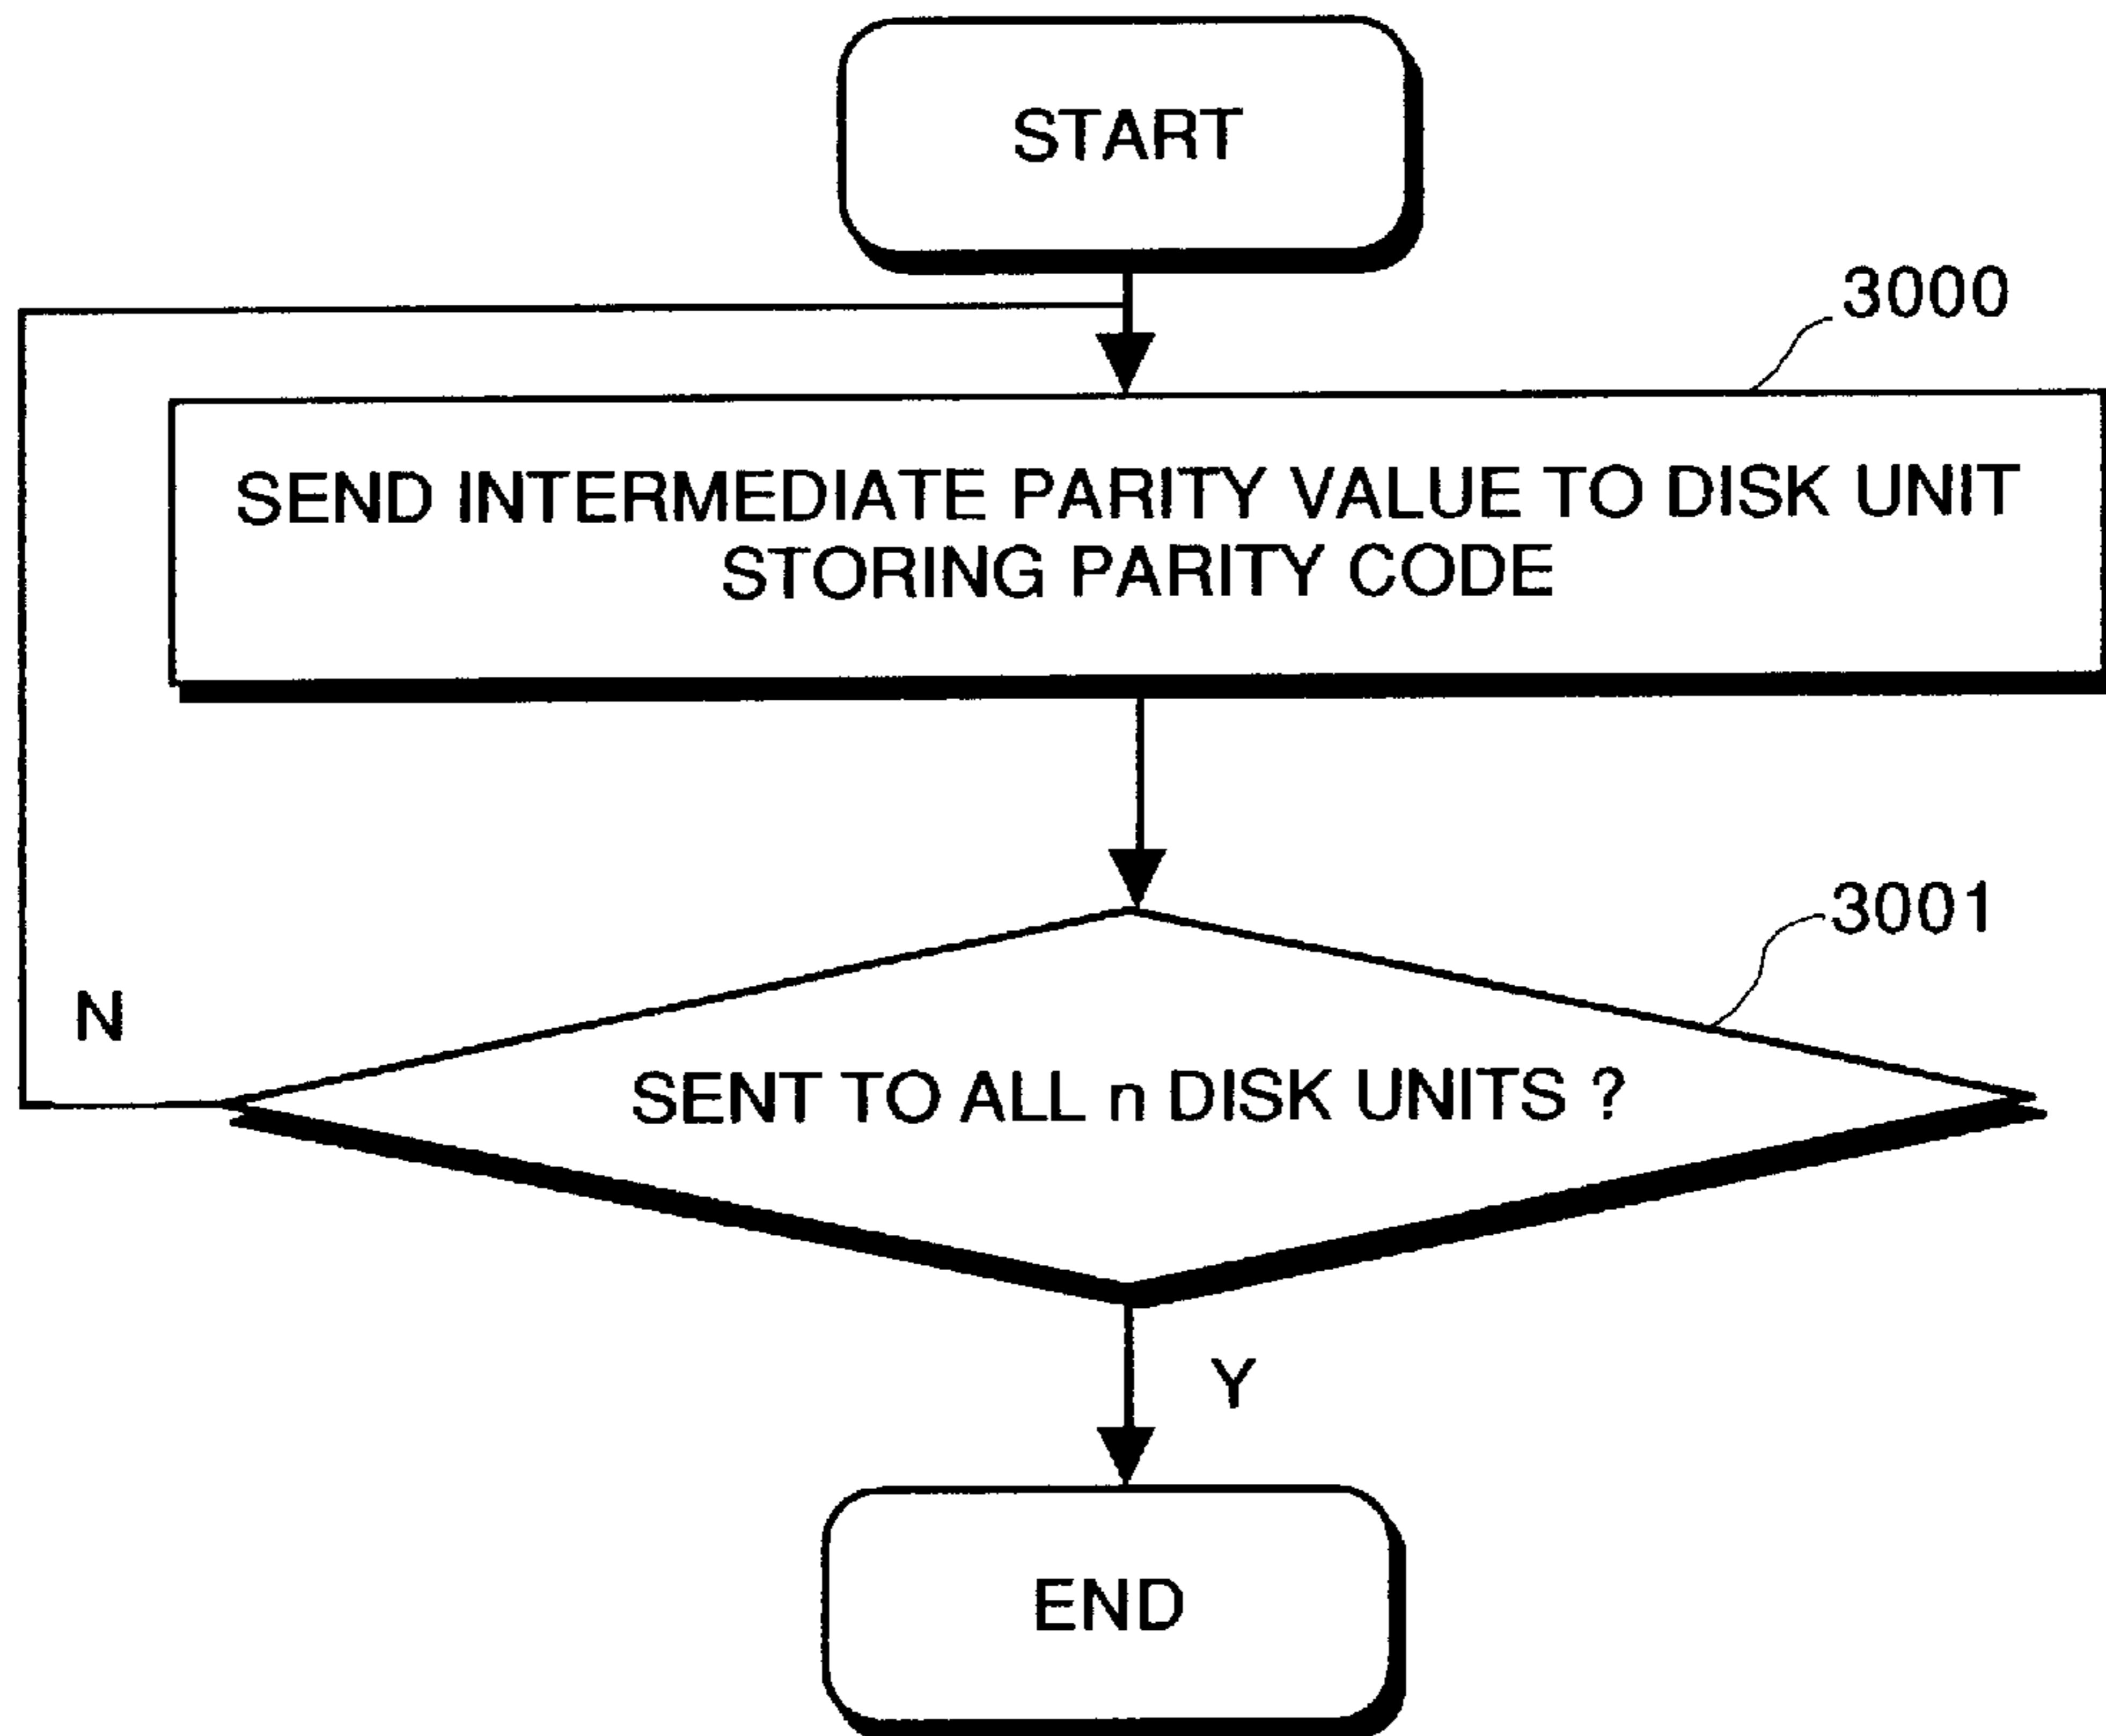 START
3000
SEND INTERMEDIATE PARITY VALUE TO DISK UNIT
STORING PARITY CODE
3001
N
SENT TO ALL n DISK UNITS ?
Y
END